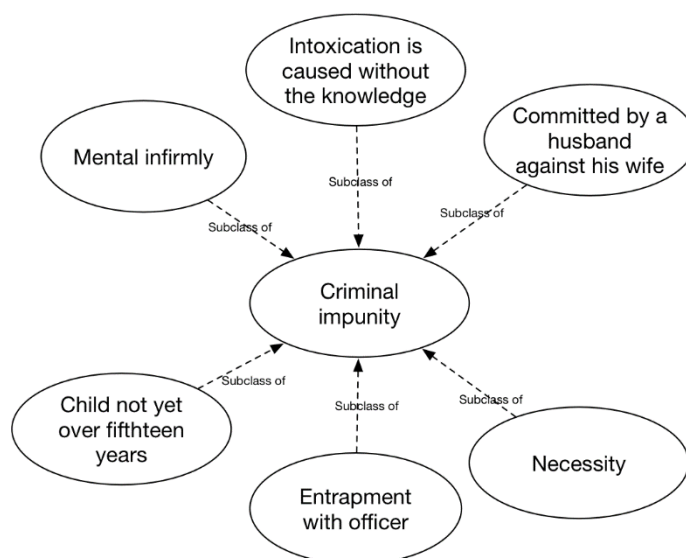 Intoxication is
caused without
the knowledge
Committed by a
husband
against his wife
Mental infirmly
Subclass of
Subclass of
Subclass of
Criminal
impunity
Subclass of
Subclass of
Subclass of
Child not yet
over fifthteen
years
Entrapment
with officer
Necessity